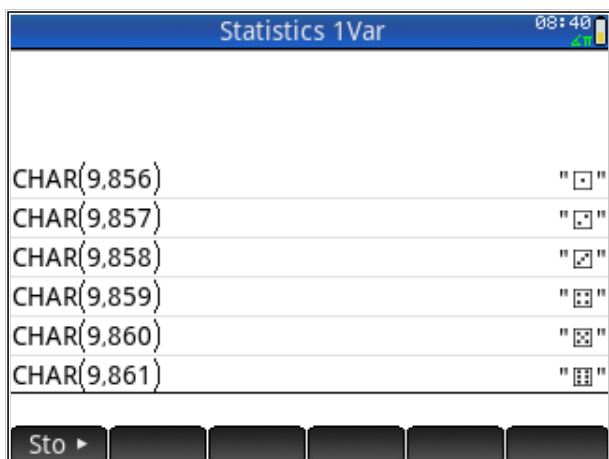 Statistics 1Var
08:40
∡π
CHAR(9,856) "⚀"
CHAR(9,857) "⚁"
CHAR(9,858) "⚂"
CHAR(9,859) "⚃"
CHAR(9,860) "⚄"
CHAR(9,861) "⚅"
Sto ▸